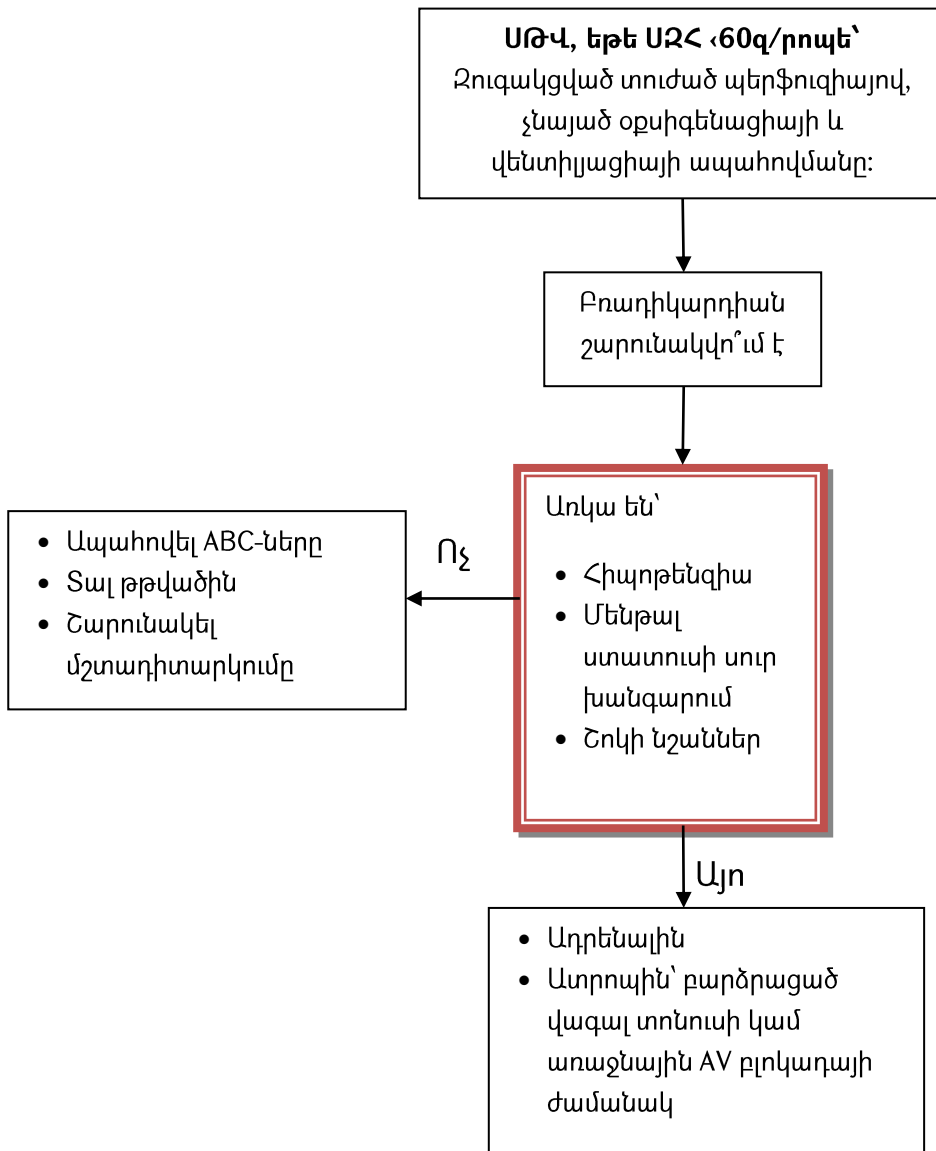 ՍԹՎ, եթե ՍԶՀ ‹60զ/րոպե՝
Զուգակցված տուժած պերֆուզիայով,
չնայած օքսիգենացիայի և
վենտիլյացիայի ապահովմանը:
Բռադիկարդիան
շարունակվո՞ւմ է
Առկա են՝
• Հիպոթենզիա
• Մենթալ
ստատուսի սուր
խանգարում
• Շոկի նշաններ
Ոչ
• Ապահովել ABC-ները
• Տալ թթվածին
• Շարունակել
մշտադիտարկումը
Այո
• Ադրենալին
• Ատրոպին՝ բարձրացած
վագալ տոնուսի կամ
առաջնային AV բլոկադայի
ժամանակ